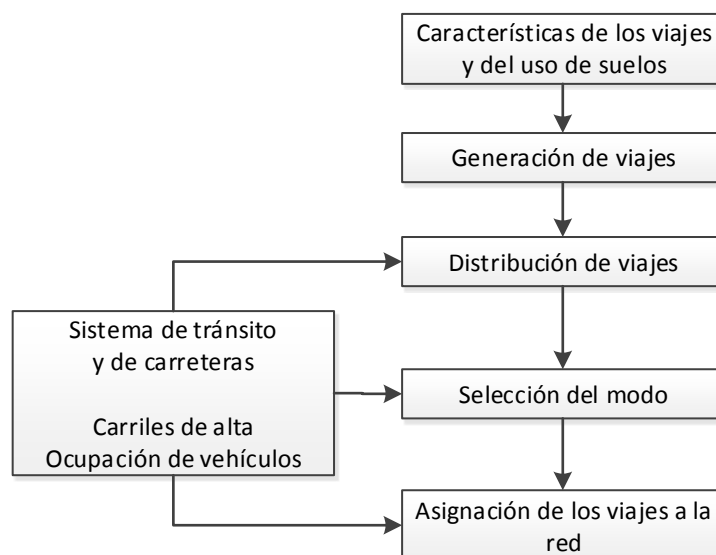 Características de los viajes
y del uso de suelos
Generación de viajes
Distribución de viajes
Sistema de tránsito
y de carreteras
Carriles de alta
Ocupación de vehículos
Selección del modo
Asignación de los viajes a la
red